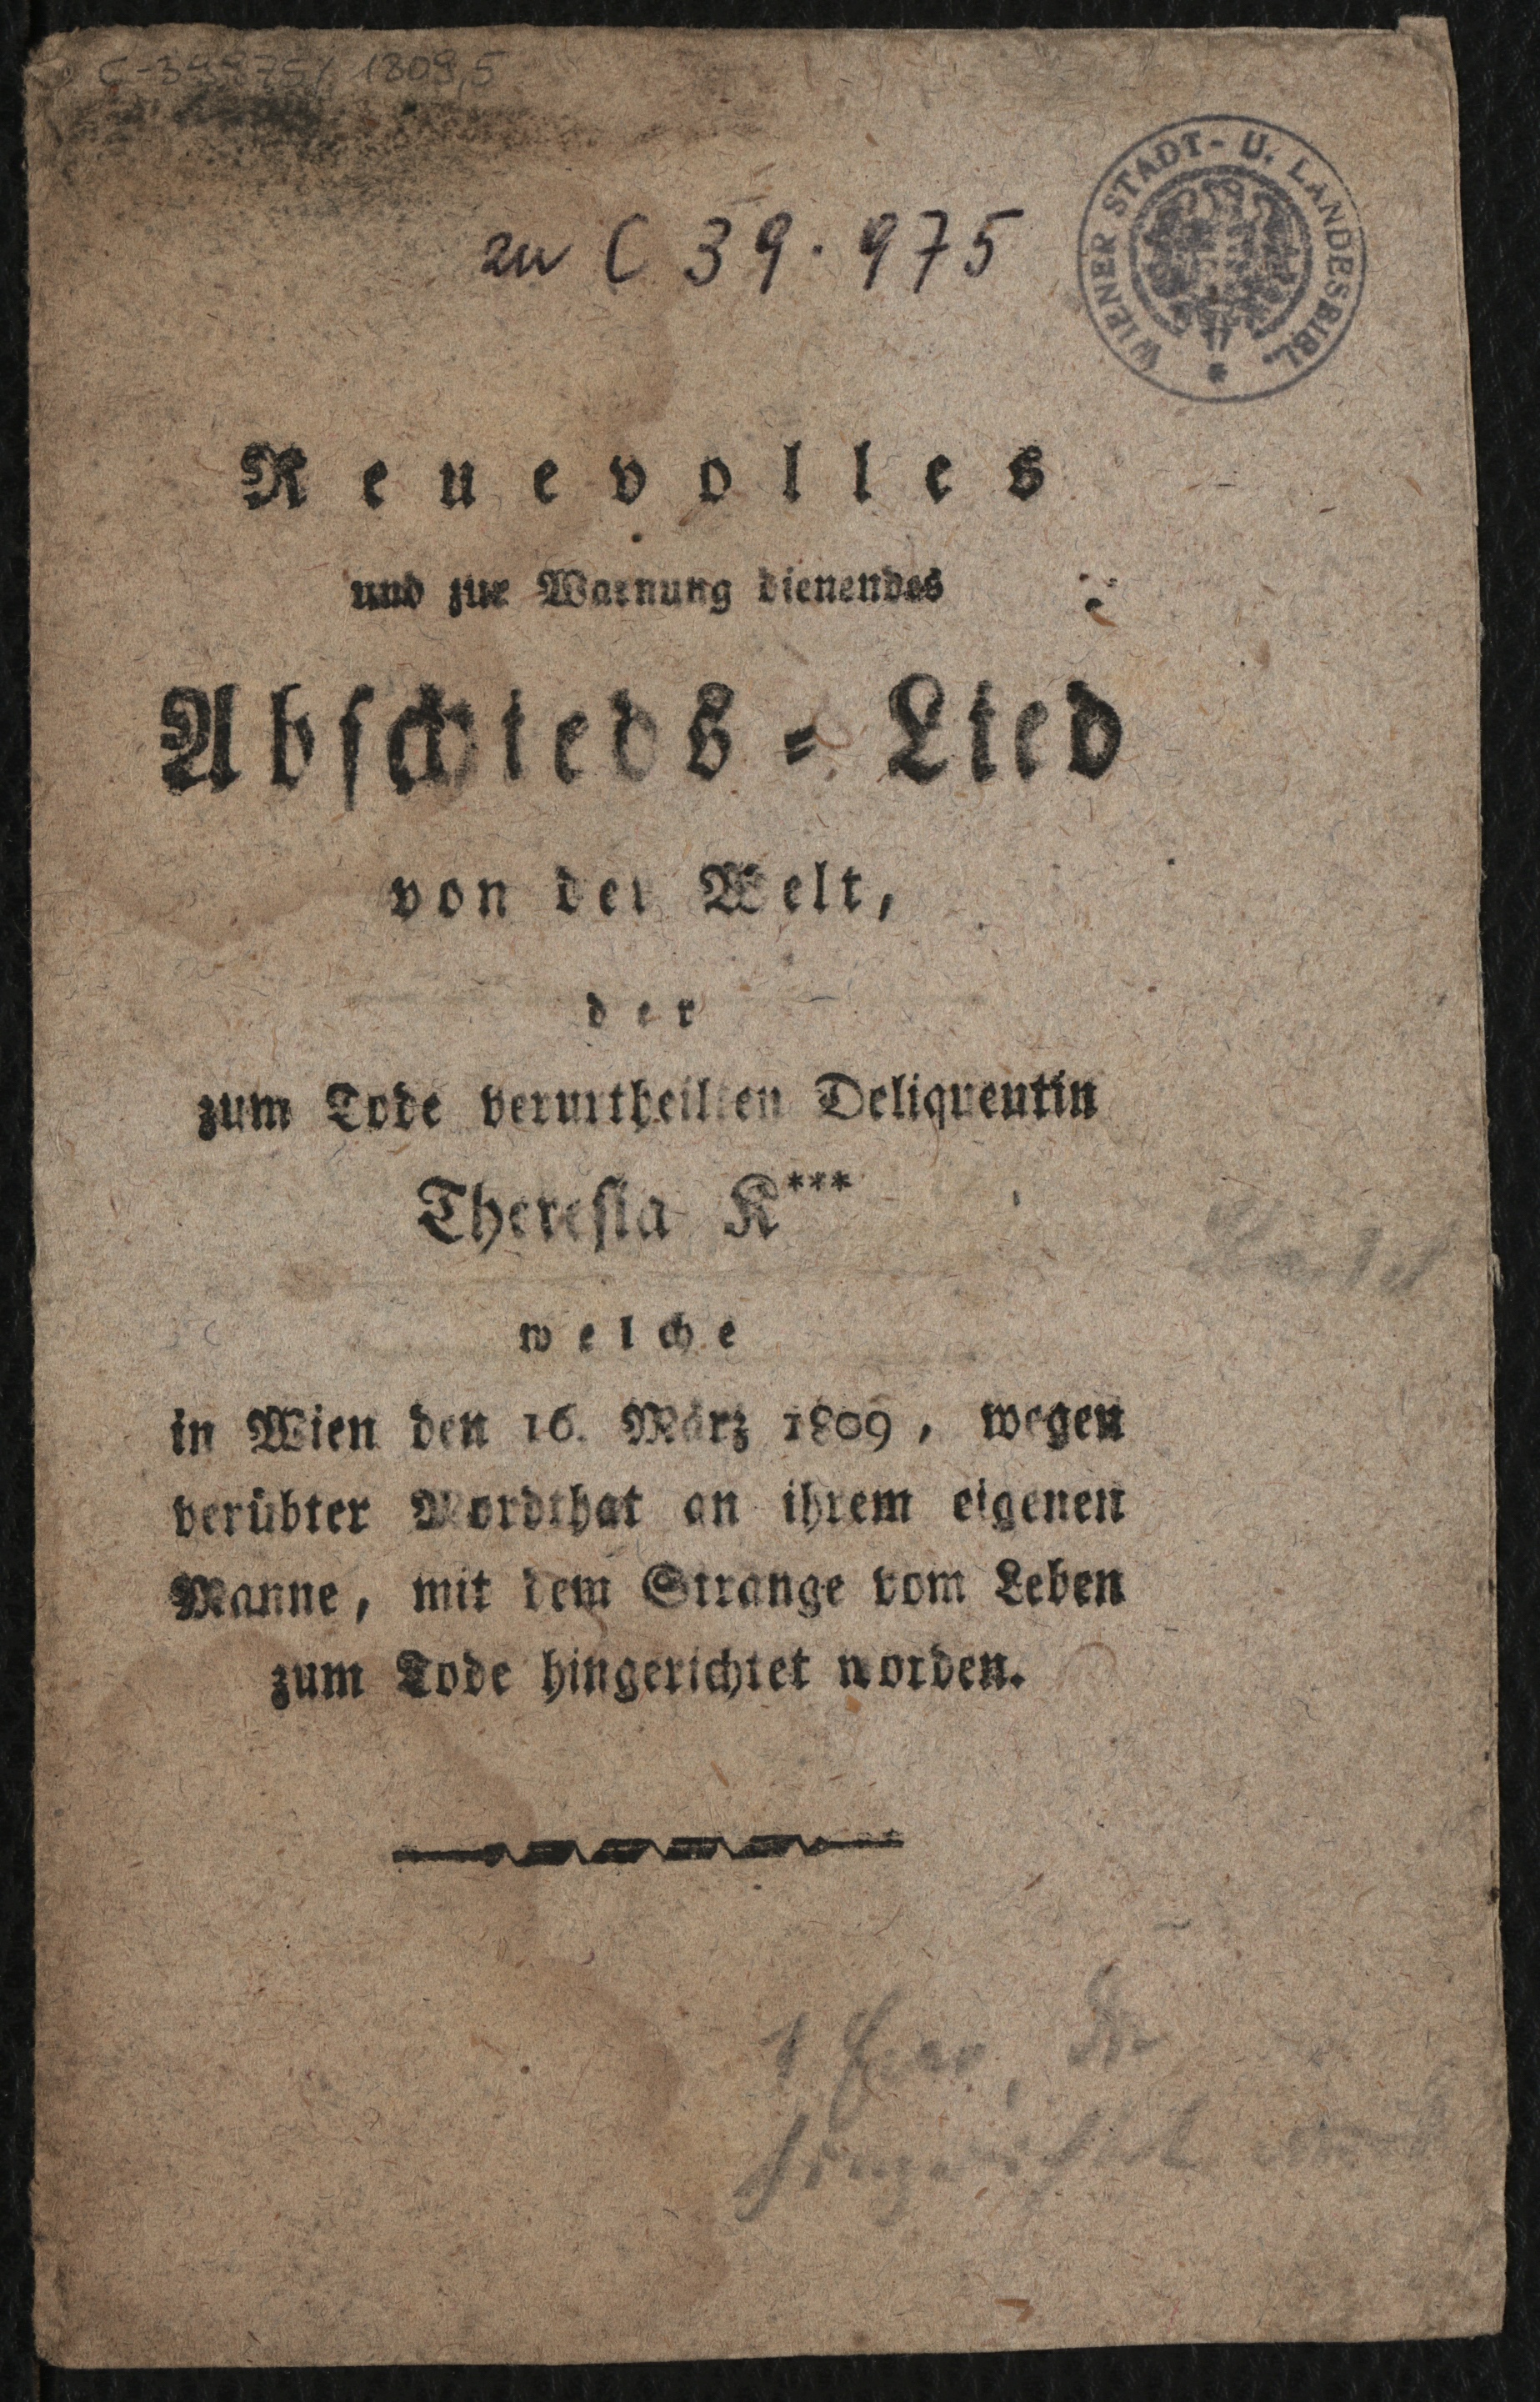 C-39975/1809,5
zu C 39.975
WIENER STADT- U. LANDESBIBL.
Reuevolles
und zur Warnung dienendes
Abschieds-Lied
von der Welt,
der
zum Tode verurtheilten Deliquentin
Theresia K***
welche
in Wien den 16. März 1809, wegen
verübter Mordthat an ihrem eigenen
Manne, mit dem Strange vom Leben
zum Tode hingerichtet worden.